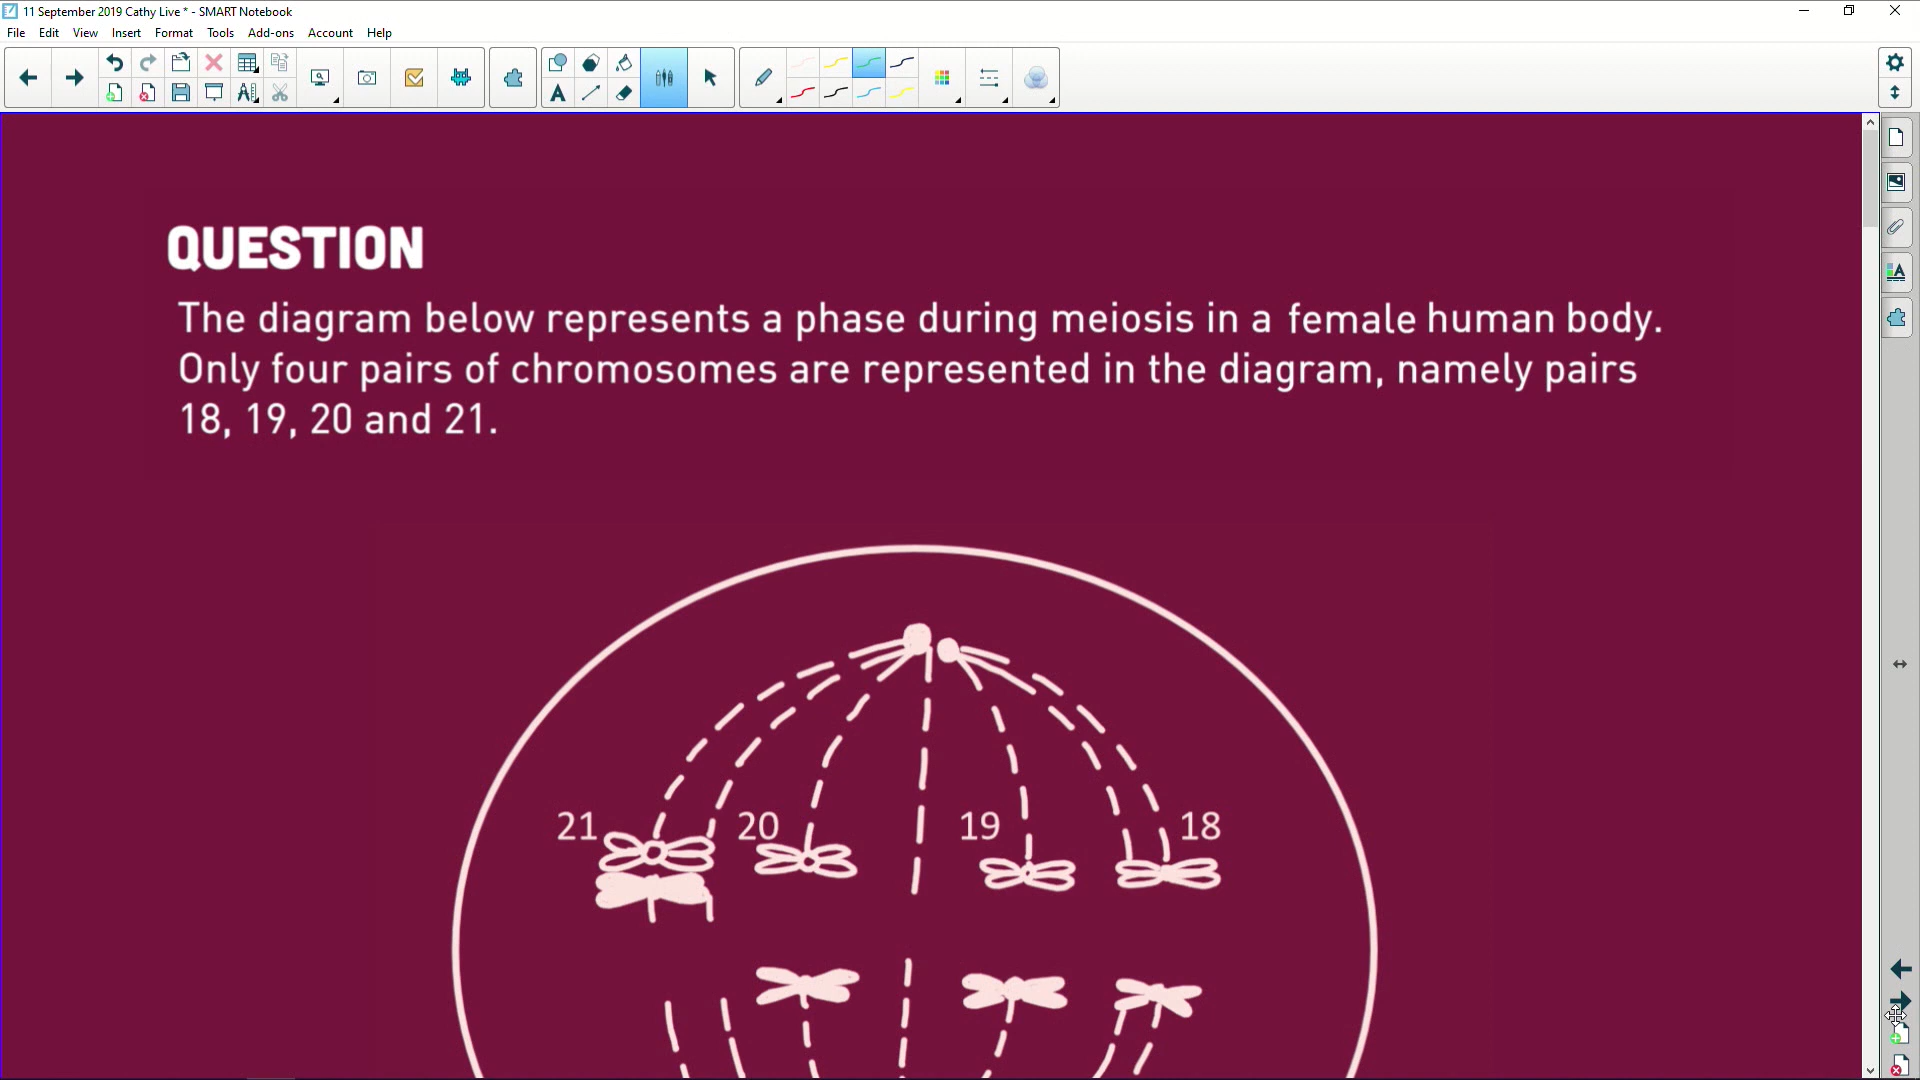 11 September 2019 Cathy Live * - SMART Notebook
File Edit View Insert Format Tools Add-ons Account Help
QUESTION
The diagram below represents a phase during meiosis in a female human body.
Only four pairs of chromosomes are represented in the diagram, namely pairs
18, 19, 20 and 21.
21 20 19 18